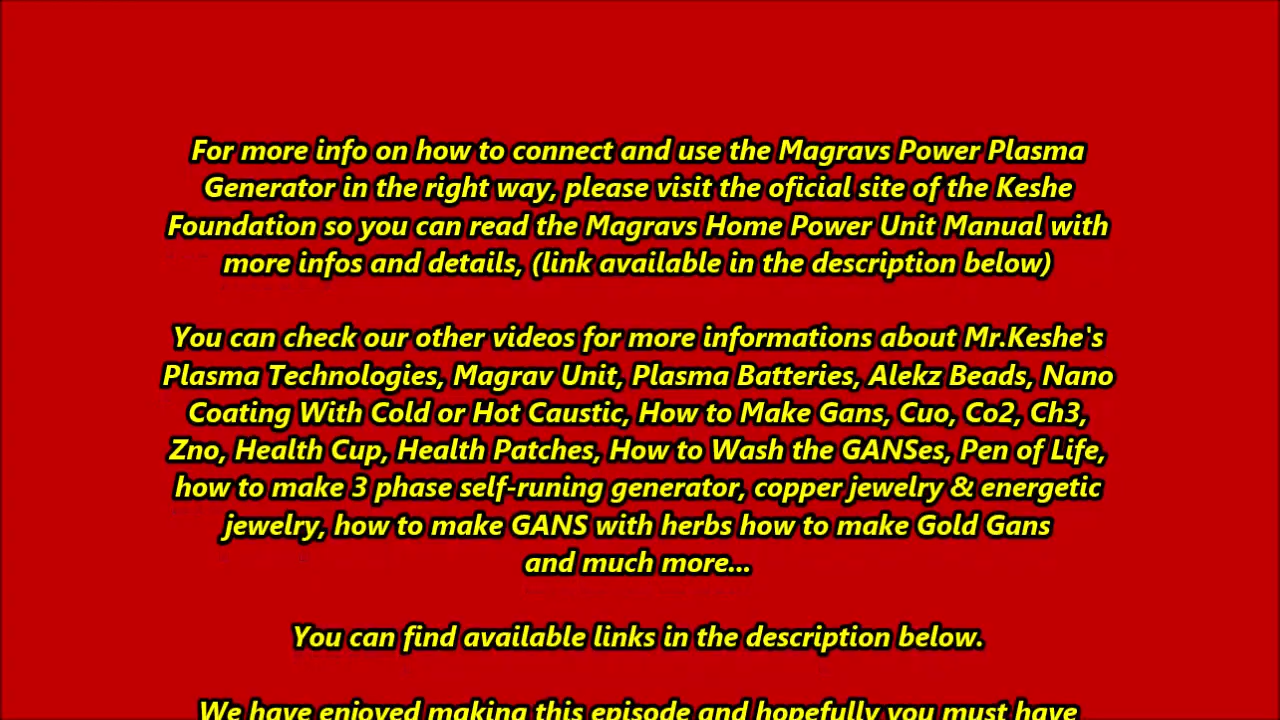 For more info on how to connect and use the Magravs Power Plasma
Generator in the right way, please visit the oficial site of the Keshe
Foundation so you can read the Magravs Home Power Unit Manual with
more infos and details, (link available in the description below)
You can check our other videos for more informations about Mr.Keshe's
Plasma Technologies, Magrav Unit, Plasma Batteries, Alekz Beads, Nano
Coating With Cold or Hot Caustic, How to Make Gans, Cuo, Co2, Ch3,
Zno, Health Cup, Health Patches, How to Wash the GANSes, Pen of Life,
how to make 3 phase self-runing generator, copper jewelry & energetic
jewelry, how to make GANS with herbs how to make Gold Gans
and much more...
You can find available links in the description below.
We have enjoyed making this episode and hopefully you must have